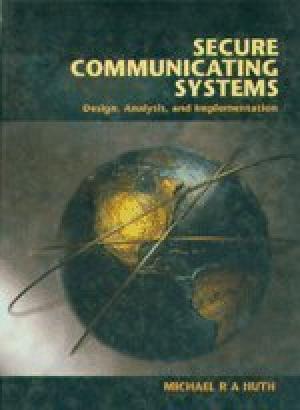 SECURE
COMMUNICATING
SYSTEMS
Design, Analysis, and Implementation
MICHAEL R A HUTH